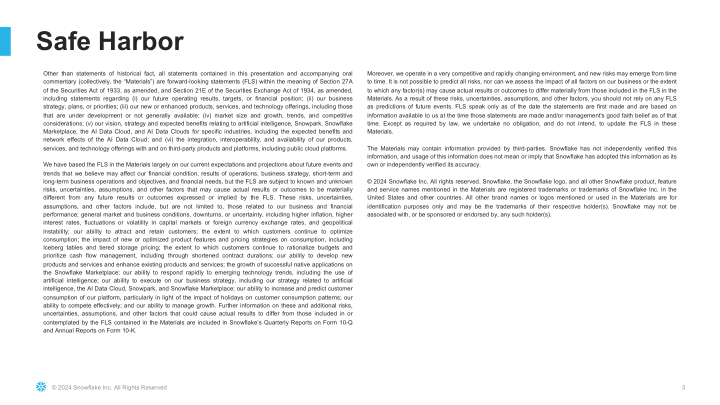 Safe Harbor
Other than statements of historical fact, all statements contained in this presentation and accompanying oral
commentary (collectively, the “Materials”) are forward-looking statements (FLS) within the meaning of Section 27A
of the Securities Act of 1933, as amended, and Section 21E of the Securities Exchange Act of 1934, as amended,
including statements regarding (i) our future operating results, targets, or financial position; (ii) our business
strategy, plans, or priorities; (iii) our new or enhanced products, services, and technology offerings, including those
that are under development or not generally available; (iv) market size and growth, trends, and competitive
considerations; (iv) our vision, strategy and expected benefits relating to artificial intelligence, Snowpark, Snowflake
Marketplace, the AI Data Cloud, and AI Data Clouds for specific industries, including the expected benefits and
network effects of the AI Data Cloud; and (vi) the integration, interoperability, and availability of our products,
services, and technology offerings with and on third-party products and platforms, including public cloud platforms.
We have based the FLS in the Materials largely on our current expectations and projections about future events and
trends that we believe may affect our financial condition, results of operations, business strategy, short-term and
long-term business operations and objectives, and financial needs, but the FLS are subject to known and unknown
risks, uncertainties, assumptions, and other factors that may cause actual results or outcomes to be materially
different from any future results or outcomes expressed or implied by the FLS. These risks, uncertainties,
assumptions, and other factors include, but are not limited to, those related to our business and financial
performance; general market and business conditions, downturns, or uncertainty, including higher inflation, higher
interest rates, fluctuations or volatility in capital markets or foreign currency exchange rates, and geopolitical
instability; our ability to attract and retain customers; the extent to which customers continue to optimize
consumption; the impact of new or optimized product features and pricing strategies on consumption, including
Iceberg tables and tiered storage pricing; the extent to which customers continue to rationalize budgets and
prioritize cash flow management, including through shortened contract durations; our ability to develop new
products and services and enhance existing products and services; the growth of successful native applications on
the Snowflake Marketplace; our ability to respond rapidly to emerging technology trends, including the use of
artificial intelligence; our ability to execute on our business strategy, including our strategy related to artificial
intelligence, the AI Data Cloud, Snowpark, and Snowflake Marketplace; our ability to increase and predict customer
consumption of our platform, particularly in light of the impact of holidays on customer consumption patterns; our
ability to compete effectively; and our ability to manage growth. Further information on these and additional risks,
uncertainties, assumptions, and other factors that could cause actual results to differ from those included in or
contemplated by the FLS contained in the Materials are included in Snowflake’s Quarterly Reports on Form 10-Q
and Annual Reports on Form 10-K.
Moreover, we operate in a very competitive and rapidly changing environment, and new risks may emerge from time
to time. It is not possible to predict all risks, nor can we assess the impact of all factors on our business or the extent
to which any factor(s) may cause actual results or outcomes to differ materially from those included in the FLS in the
Materials. As a result of these risks, uncertainties, assumptions, and other factors, you should not rely on any FLS
as predictions of future events. FLS speak only as of the date the statements are first made and are based on
information available to us at the time those statements are made and/or management's good faith belief as of that
time. Except as required by law, we undertake no obligation, and do not intend, to update the FLS in these
Materials.
The Materials may contain information provided by third-parties. Snowflake has not independently verified this
information, and usage of this information does not mean or imply that Snowflake has adopted this information as its
own or independently verified its accuracy.
© 2024 Snowflake Inc. All rights reserved. Snowflake, the Snowflake logo, and all other Snowflake product, feature
and service names mentioned in the Materials are registered trademarks or trademarks of Snowflake Inc. in the
United States and other countries. All other brand names or logos mentioned or used in the Materials are for
identification purposes only and may be the trademarks of their respective holder(s). Snowflake may not be
associated with, or be sponsored or endorsed by, any such holder(s).
© 2024 Snowflake Inc. All Rights Reserved
3